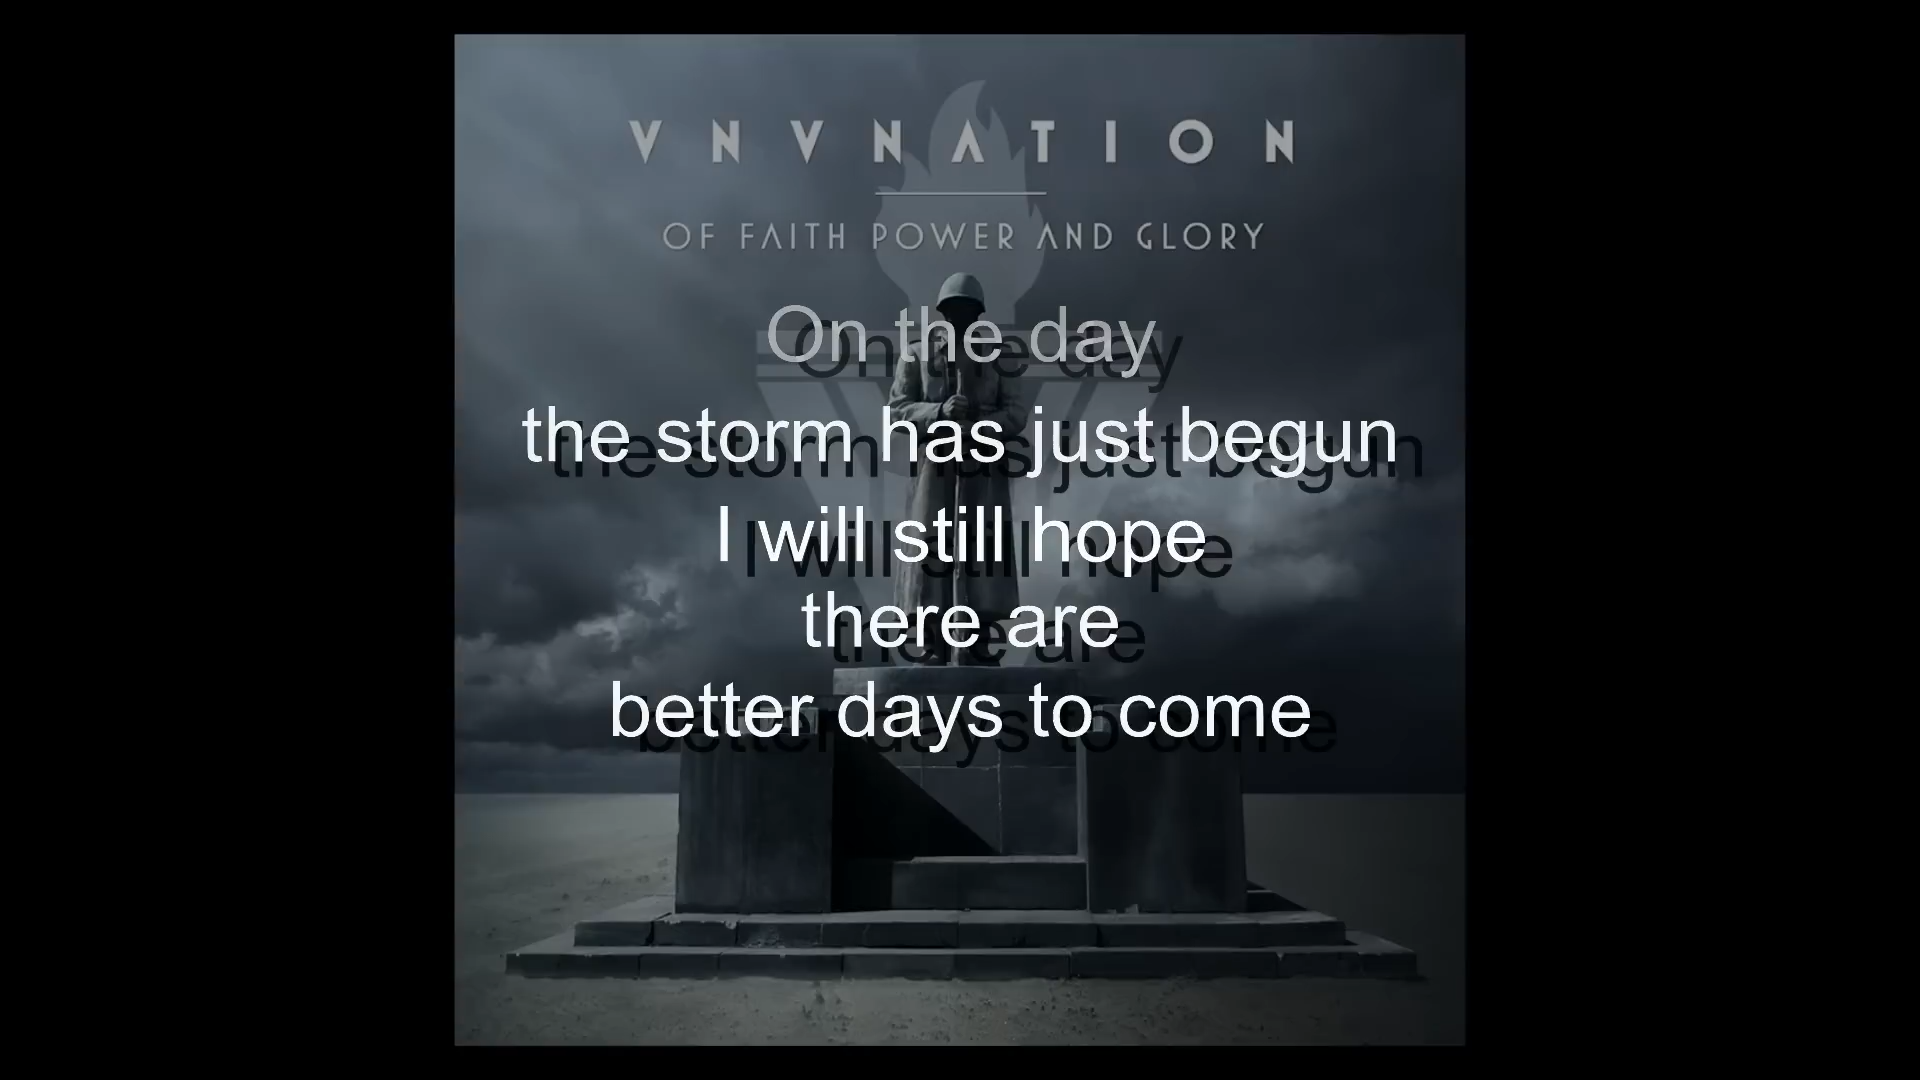 VNVNATION
OF FAITH POWER AND GLORY
On the day
the storm has just begun
I will still hope
there are
better days to come